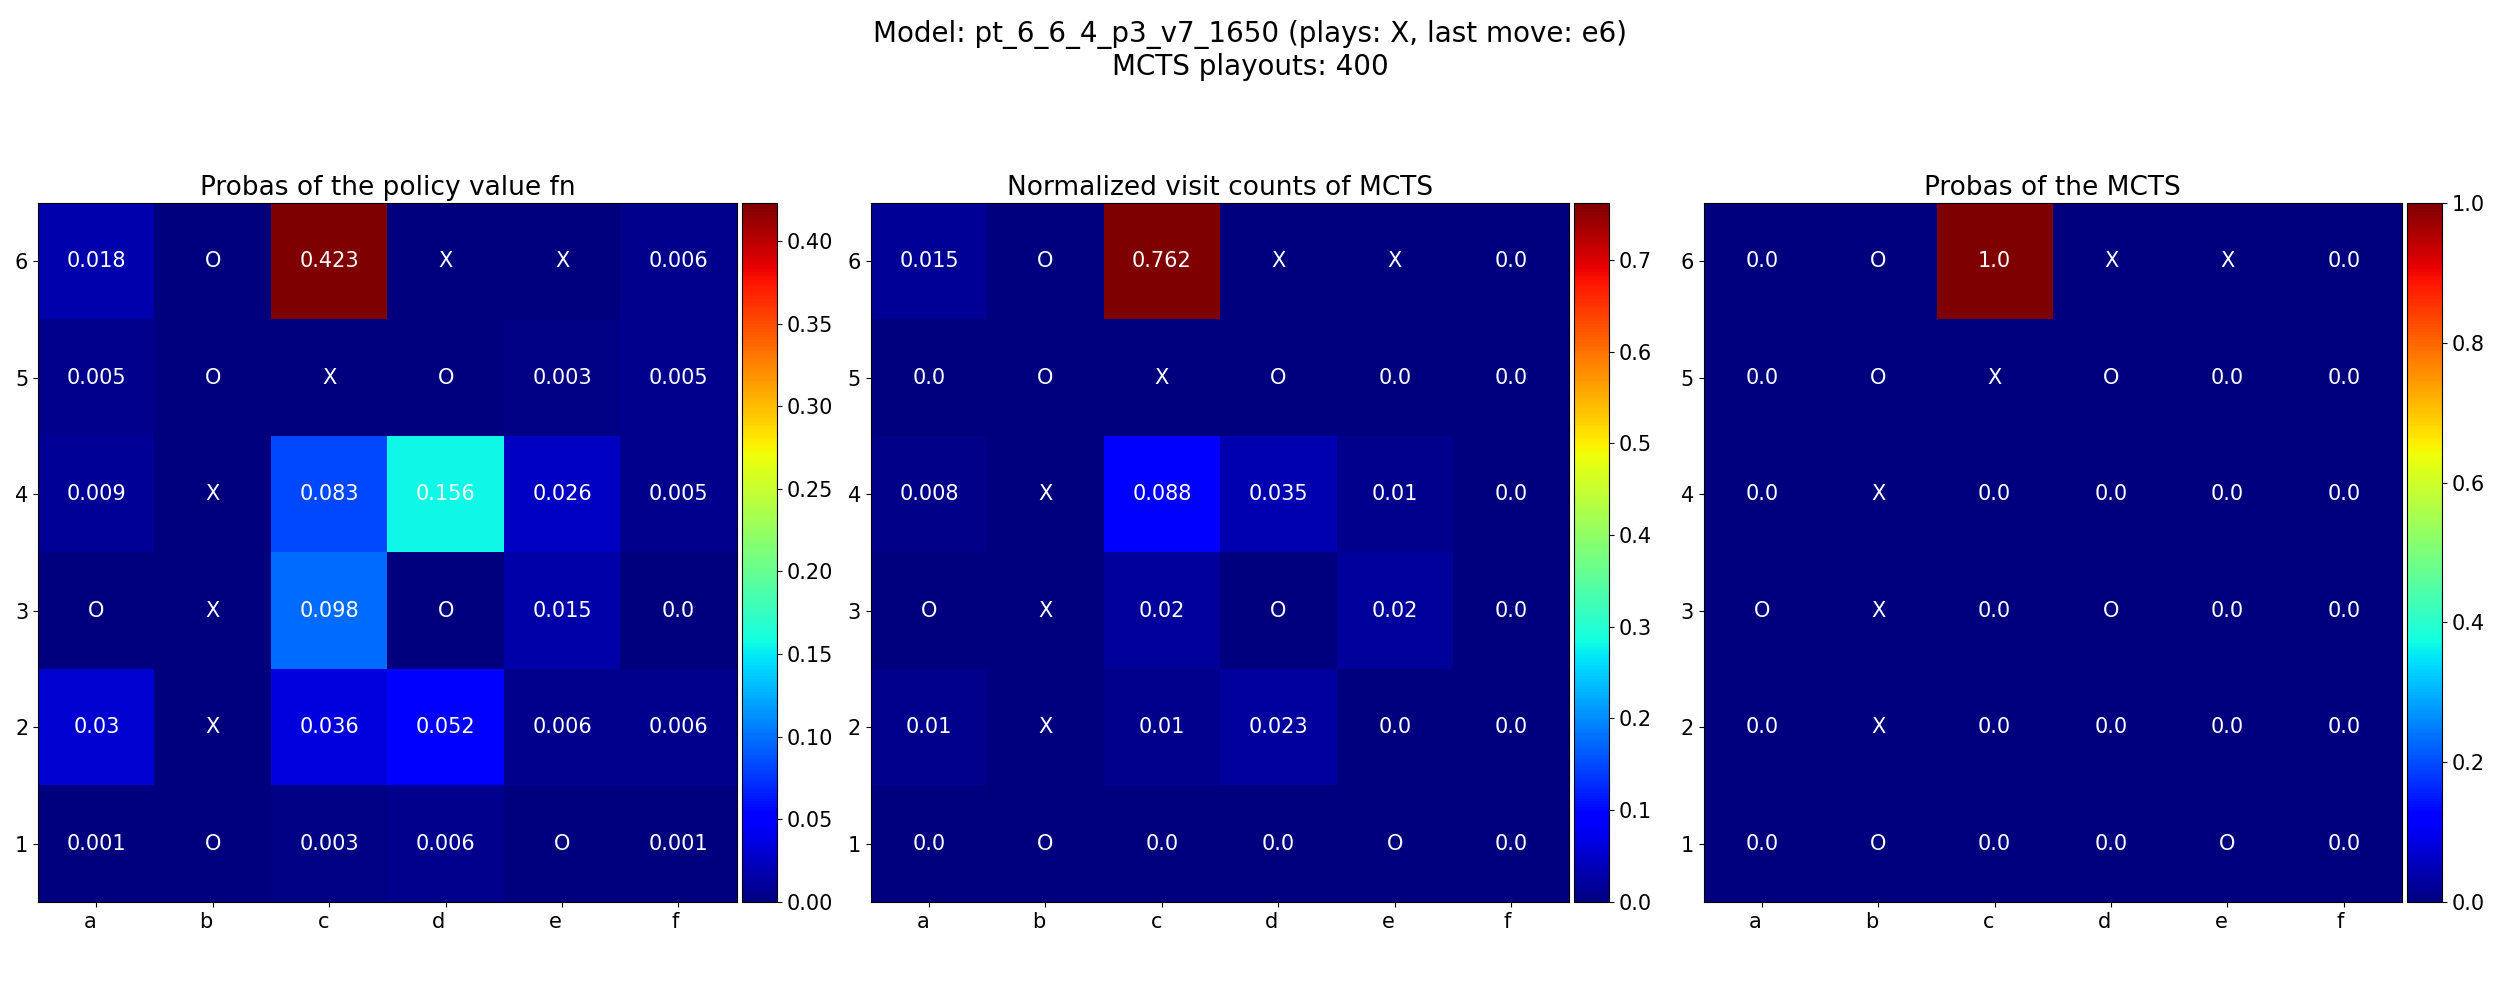 Model: pt_6_6_4_p3_v7_1650 (plays: X, last move: e6)
MCTS playouts: 400
Probas of the policy value fn
6 0.018 O 0.423 X X 0.006
5 0.005 O X O 0.003 0.005
4 0.009 X 0.083 0.156 0.026 0.005
3 O X 0.098 O 0.015 0.0
2 0.03 X 0.036 0.052 0.006 0.006
1 0.001 O 0.003 0.006 O 0.001
a b c d e f
0.40
0.35
0.30
0.25
0.20
0.15
0.10
0.05
0.00
Normalized visit counts of MCTS
6 0.015 O 0.762 X X 0.0
5 0.0 O X O 0.0 0.0
4 0.008 X 0.088 0.035 0.01 0.0
3 O X 0.02 O 0.02 0.0
2 0.01 X 0.01 0.023 0.0 0.0
1 0.0 O 0.0 0.0 O 0.0
a b c d e f
0.7
0.6
0.5
0.4
0.3
0.2
0.1
0.0
Probas of the MCTS
6 0.0 O 1.0 X X 0.0
5 0.0 O X O 0.0 0.0
4 0.0 X 0.0 0.0 0.0 0.0
3 O X 0.0 O 0.0 0.0
2 0.0 X 0.0 0.0 0.0 0.0
1 0.0 O 0.0 0.0 O 0.0
a b c d e f
1.0
0.8
0.6
0.4
0.2
0.0